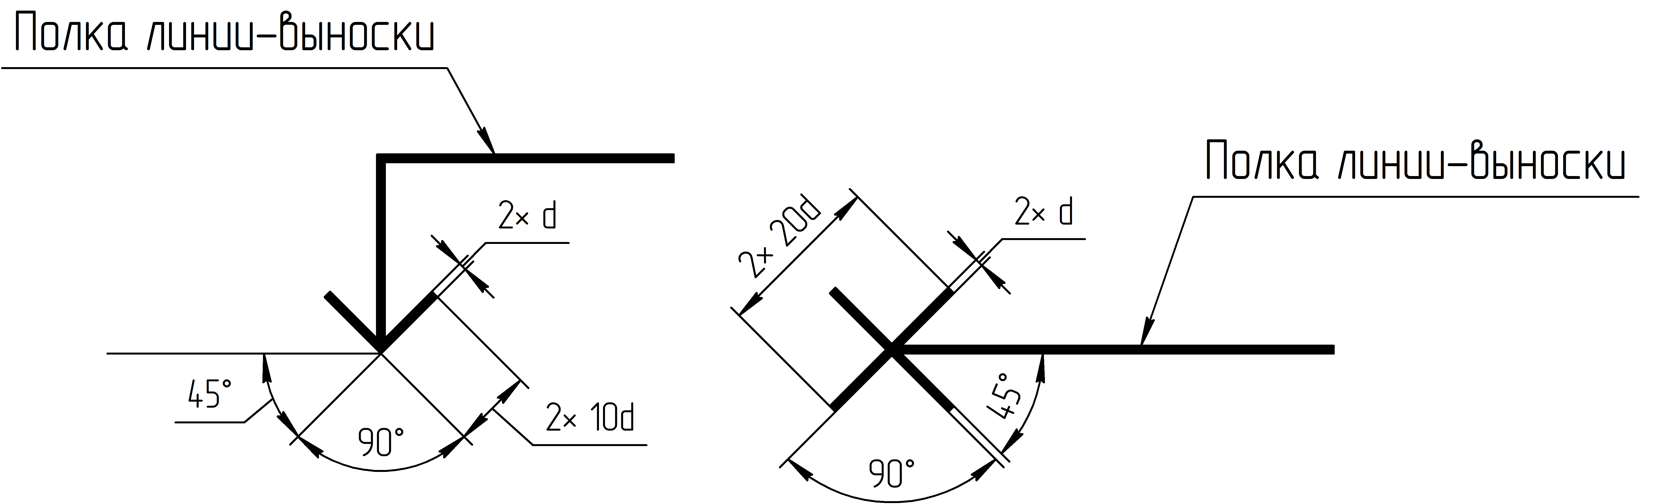 Полка линии-выноски
2× d
45°
90°
2× 10d
Полка линии-выноски
2× 20d
2× d
45°
90°